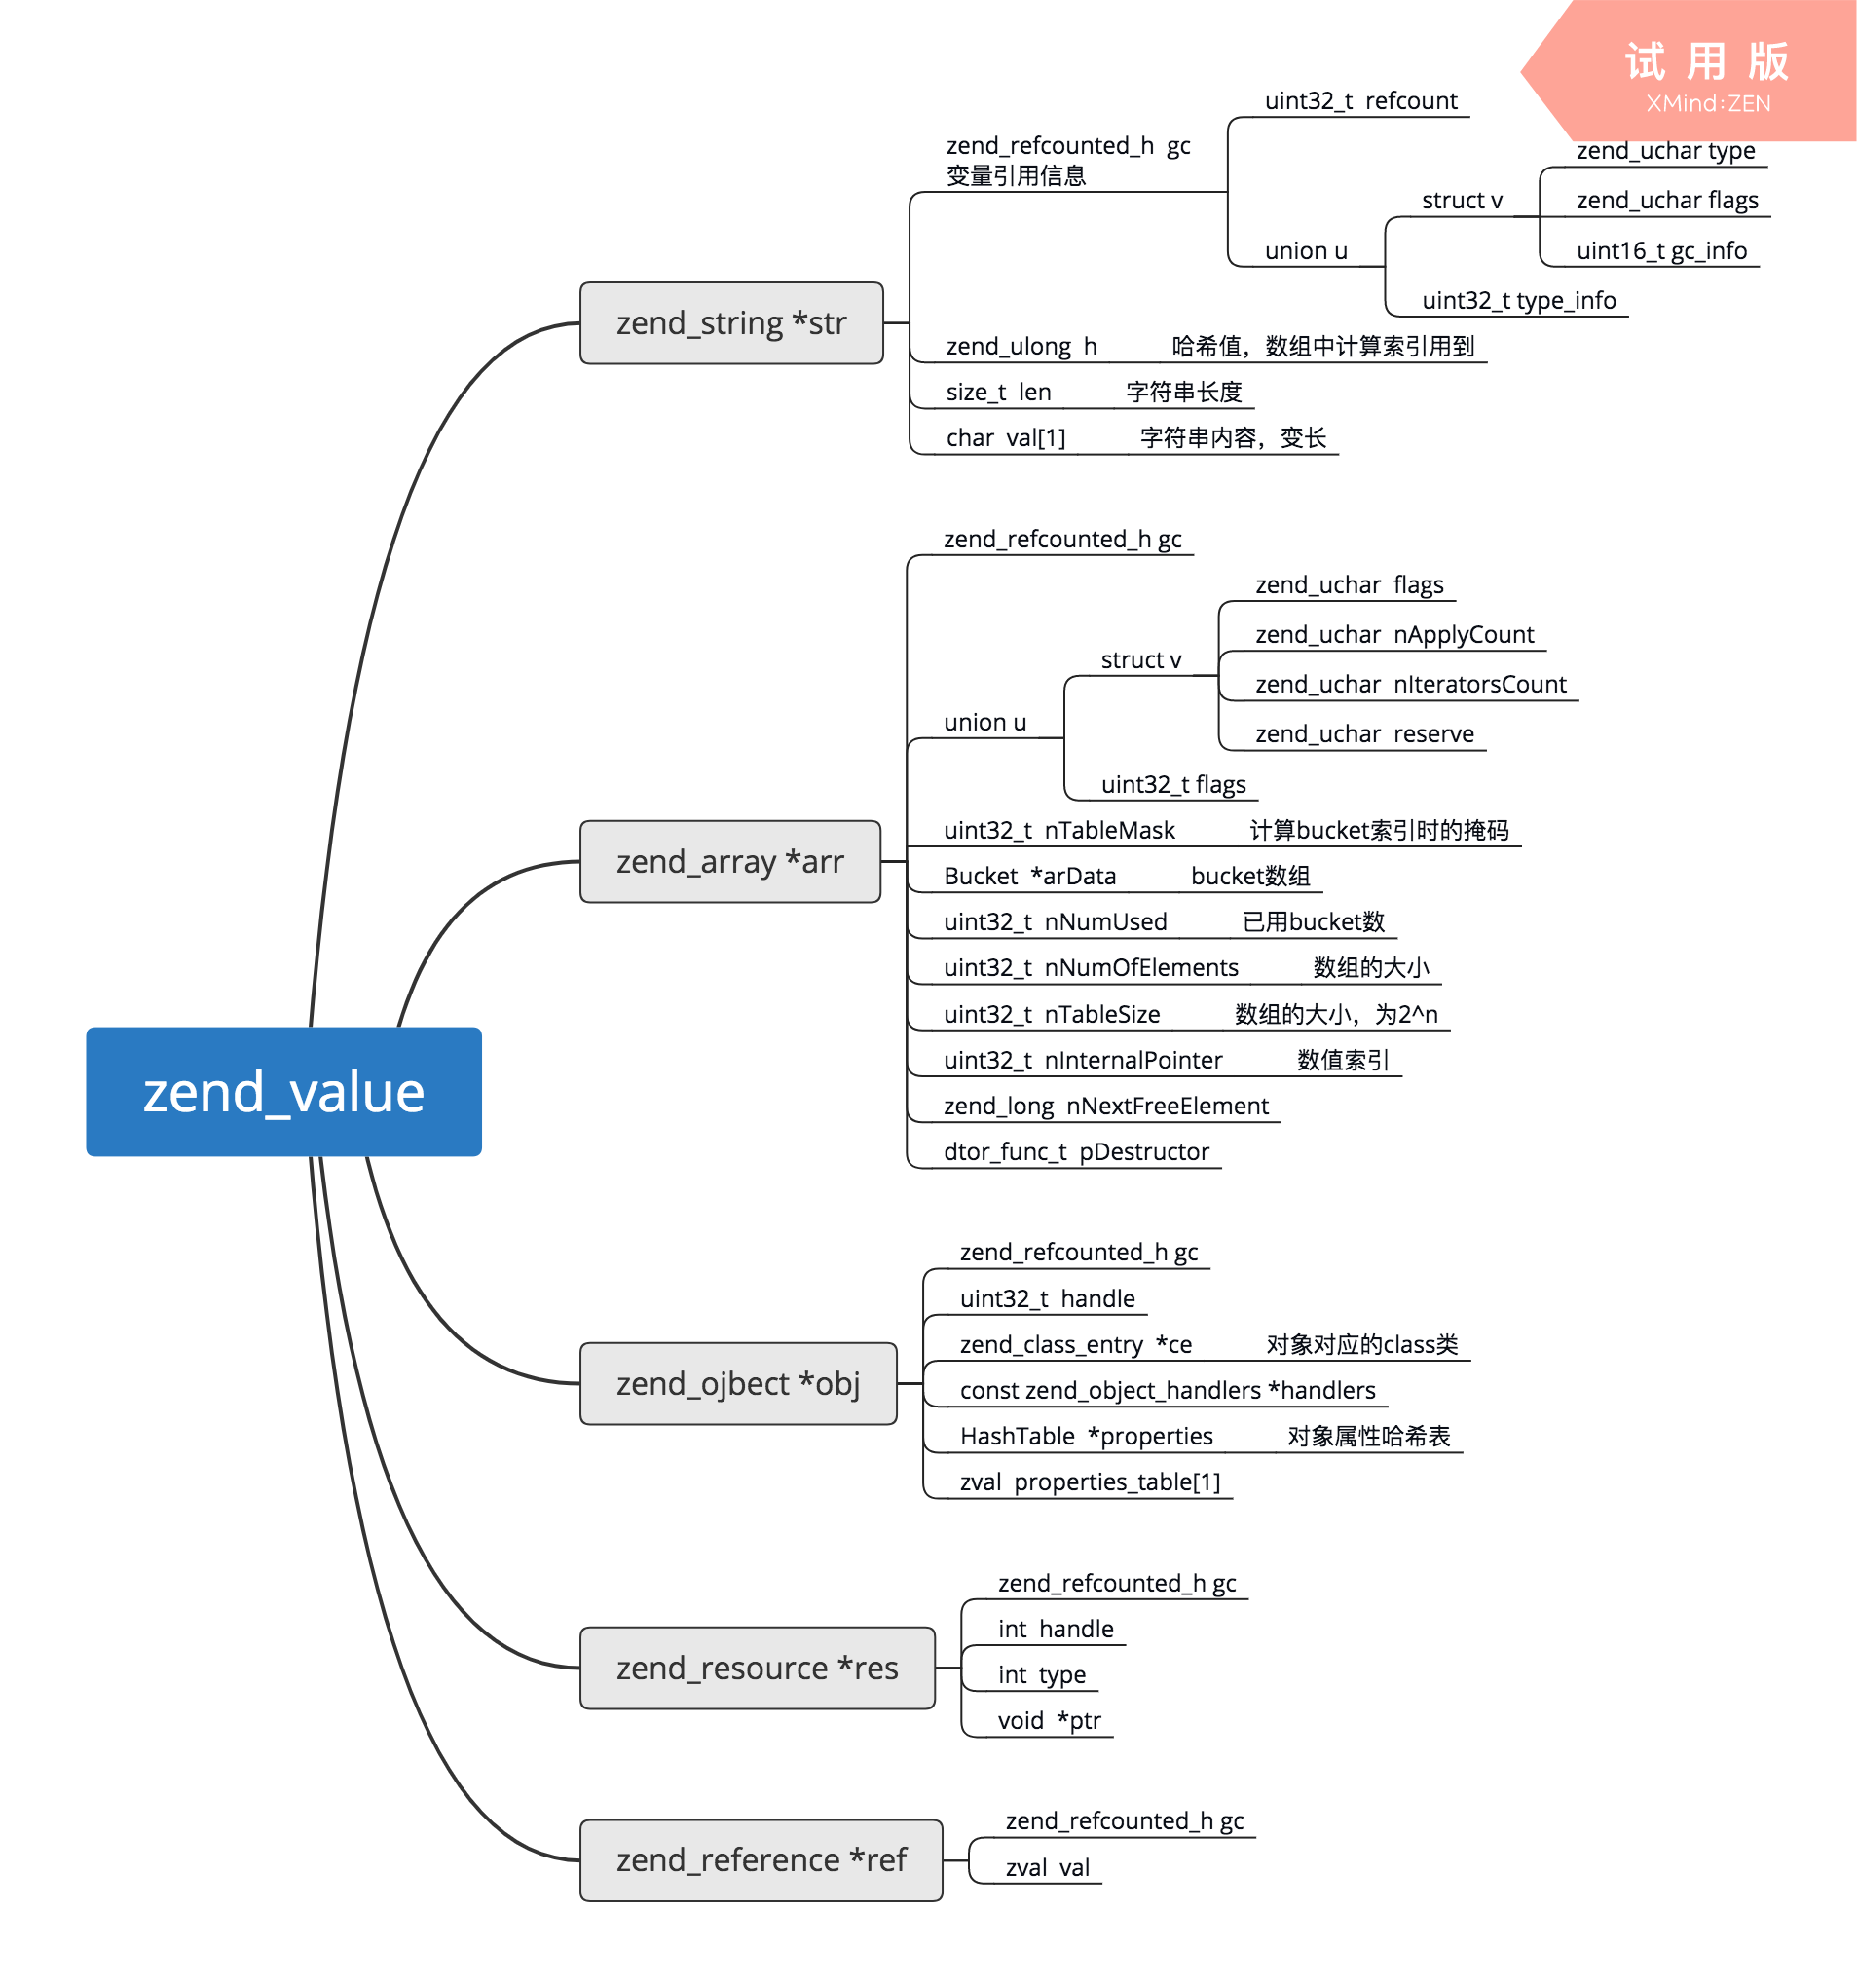 试 用 版
XMind:ZEN
zend_value
zend_string *str
zend_refcounted_h  gc
变量引用信息
uint32_t  refcount
union u
struct v
zend_uchar type
zend_uchar flags
uint16_t gc_info
uint32_t type_info
zend_ulong  h
哈希值，数组中计算索引用到
size_t  len
字符串长度
char  val[1]
字符串内容，变长
zend_array *arr
zend_refcounted_h gc
union u
struct v
zend_uchar  flags
zend_uchar  nApplyCount
zend_uchar  nIteratorsCount
zend_uchar  reserve
uint32_t flags
uint32_t  nTableMask
计算bucket索引时的掩码
Bucket  *arData
bucket数组
uint32_t  nNumUsed
已用bucket数
uint32_t  nNumOfElements
数组的大小
uint32_t  nTableSize
数组的大小，为2^n
uint32_t  nInternalPointer
数值索引
zend_long  nNextFreeElement
dtor_func_t  pDestructor
zend_ojbect *obj
zend_refcounted_h gc
uint32_t  handle
zend_class_entry  *ce
对象对应的class类
const zend_object_handlers *handlers
HashTable  *properties
对象属性哈希表
zval  properties_table[1]
zend_resource *res
zend_refcounted_h gc
int  handle
int  type
void  *ptr
zend_reference *ref
zend_refcounted_h gc
zval  val